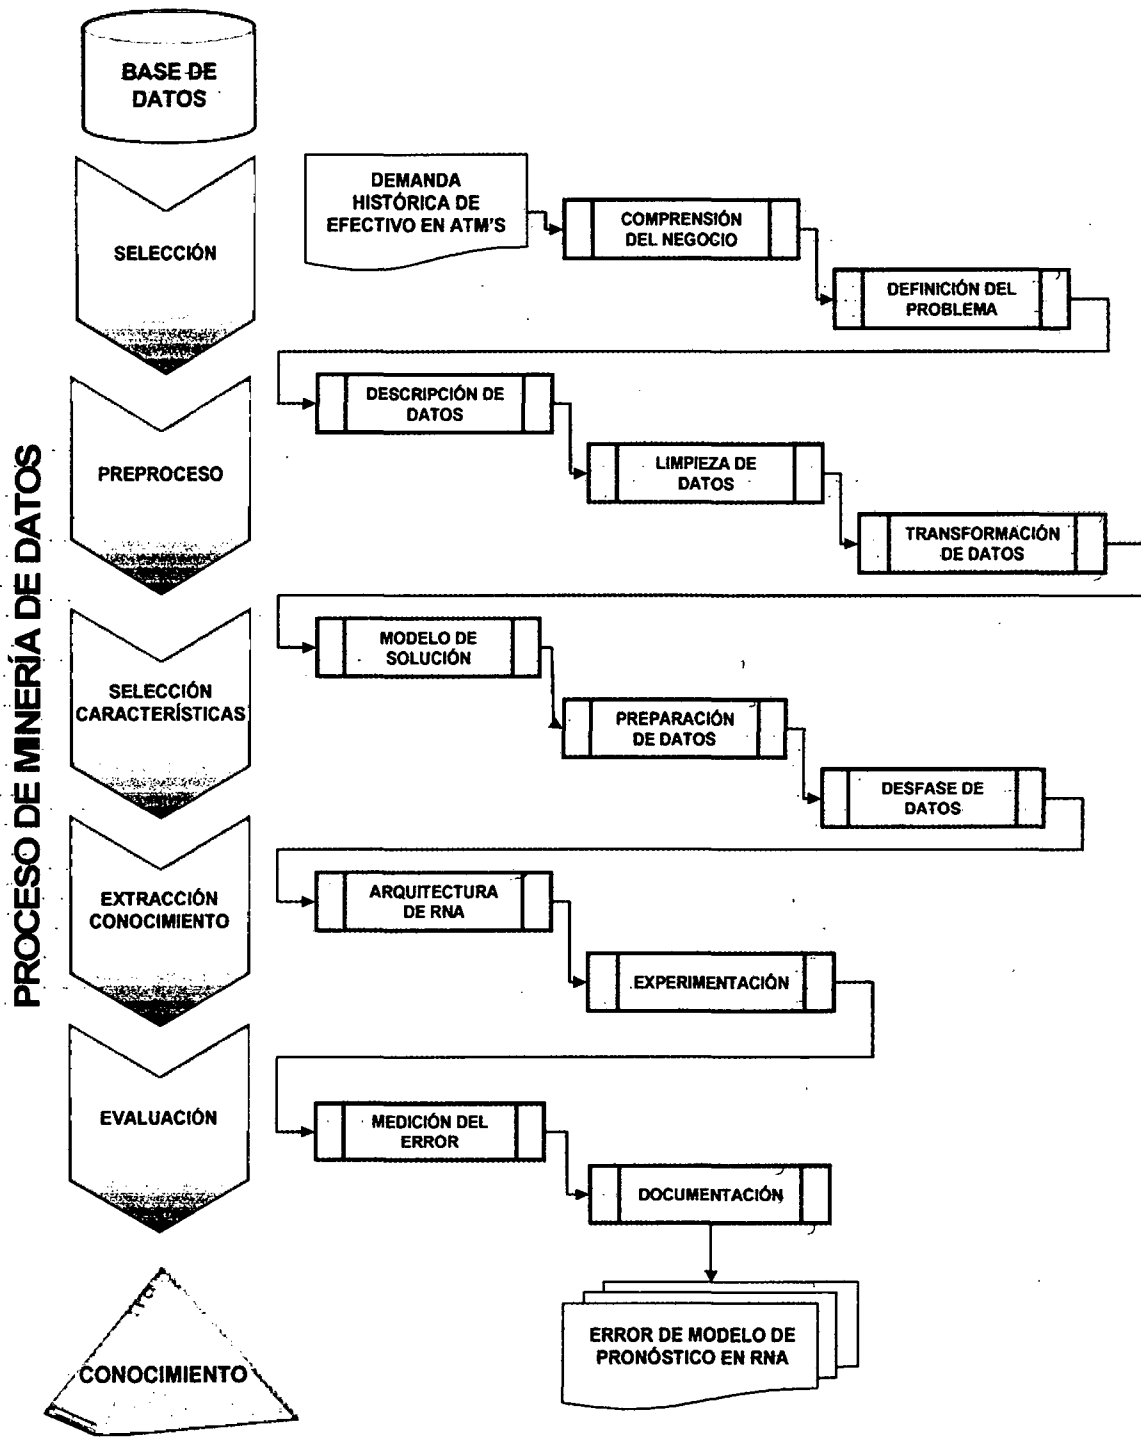 PROCESO DE MINERÍA DE DATOS
BASE DE
DATOS
SELECCIÓN
DEMANDA
HISTÓRICA DE
EFECTIVO EN ATM'S
COMPRENSIÓN
DEL NEGOCIO
DEFINICIÓN DEL
PROBLEMA
PREPROCESO
DESCRIPCIÓN DE
DATOS
LIMPIEZA DE
DATOS
TRANSFORMACIÓN
DE DATOS
SELECCIÓN
CARACTERÍSTICAS
MODELO DE
SOLUCIÓN
PREPARACIÓN
DE DATOS
DESFASE DE
DATOS
EXTRACCIÓN
CONOCIMIENTO
ARQUITECTURA
DE RNA
EXPERIMENTACIÓN
EVALUACIÓN
MEDICIÓN DEL
ERROR
DOCUMENTACIÓN
CONOCIMIENTO
ERROR DE MODELO DE
PRONÓSTICO EN RNA